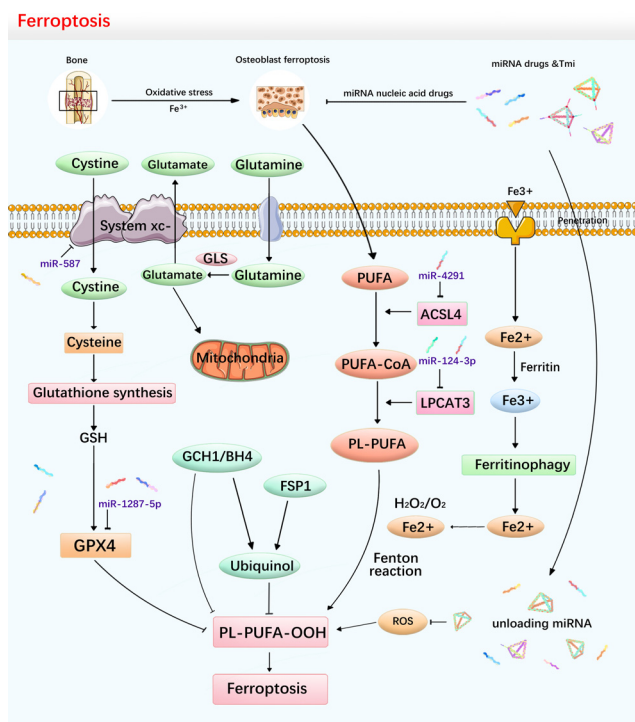 Ferroptosis
Bone
Oxidative stress
Fe³⁺
Osteoblast ferroptosis
miRNA nucleic acid drugs
miRNA drugs &Tmi
Cystine
Glutamate
Glutamine
Fe3+
System xc-
Penetration
miR-587
GLS
Cystine
Glutamate
Glutamine
PUFA
miR-4291
ACSL4
Cysteine
Mitochondria
Fe2+
PUFA-CoA
miR-124-3p
Ferritin
Glutathione synthesis
LPCAT3
Fe3+
GSH
PL-PUFA
GCH1/BH4
Ferritinophagy
FSP1
miR-1287-5p
H₂O₂/O₂
Fe2+
Fe2+
GPX4
Ubiquinol
Fenton
reaction
PL-PUFA-OOH
ROS
unloading miRNA
Ferroptosis